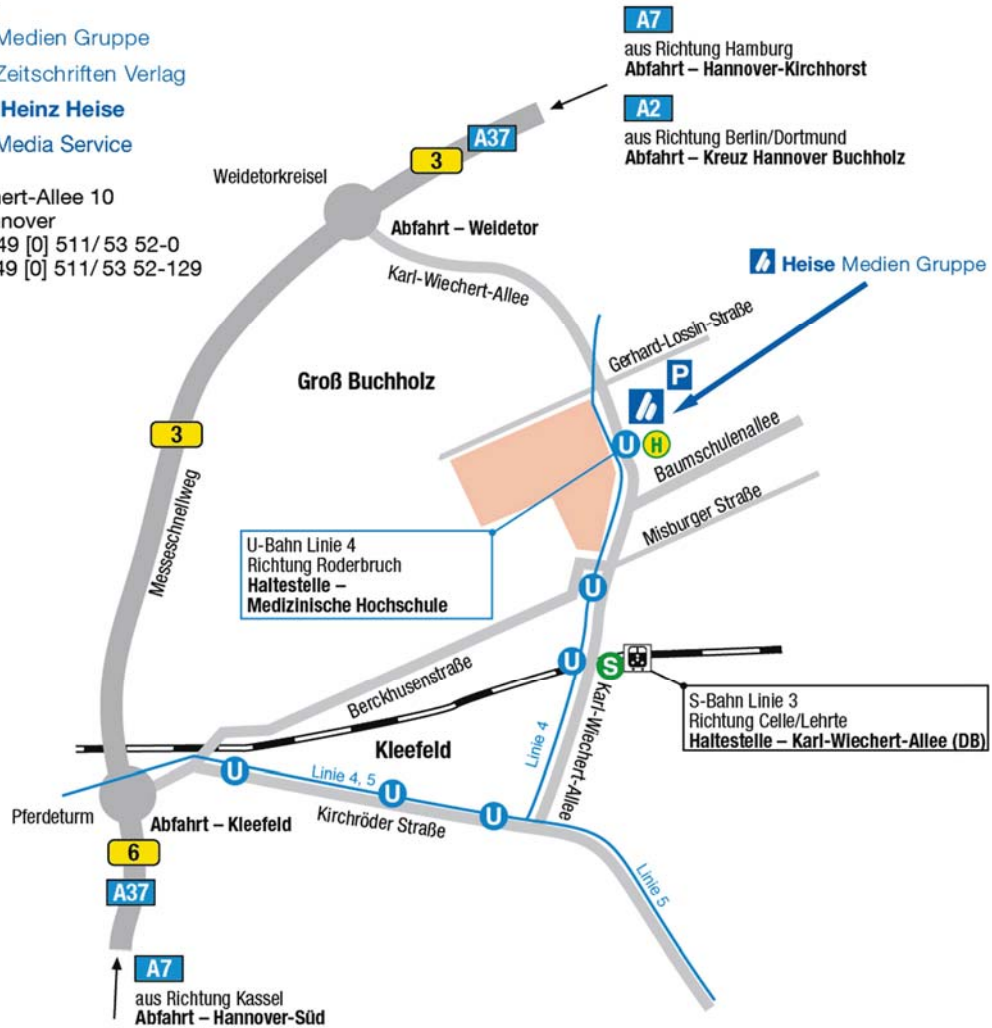 Medien Gruppe
Zeitschriften Verlag
Heinz Heise
Media Service
ert-Allee 10
nover
49 [0] 511/ 53 52-0
49 [0] 511/ 53 52-129
A7
aus Richtung Hamburg
Abfahrt – Hannover-Kirchhorst
A2
aus Richtung Berlin/Dortmund
Abfahrt – Kreuz Hannover Buchholz
A37
3
Weidetorkreisel
Abfahrt – Weidetor
Karl-Wiechert-Allee
Heise Medien Gruppe
Gerhard-Lossin-Straße
P
Groß Buchholz
U
H
3
Baumschulenallee
Misburger Straße
Messeschnellweg
U-Bahn Linie 4
Richtung Roderbruch
Haltestelle –
Medizinische Hochschule
U
U
S
Berckhusenstraße
Karl-Wiechert-Allee
S-Bahn Linie 3
Richtung Celle/Lehrte
Haltestelle – Karl-Wiechert-Allee (DB)
Kleefeld
Linie 4
U
Linie 4, 5
U
U
Pferdeturm
Abfahrt – Kleefeld
Kirchröder Straße
6
A37
Linie 5
A7
aus Richtung Kassel
Abfahrt – Hannover-Süd